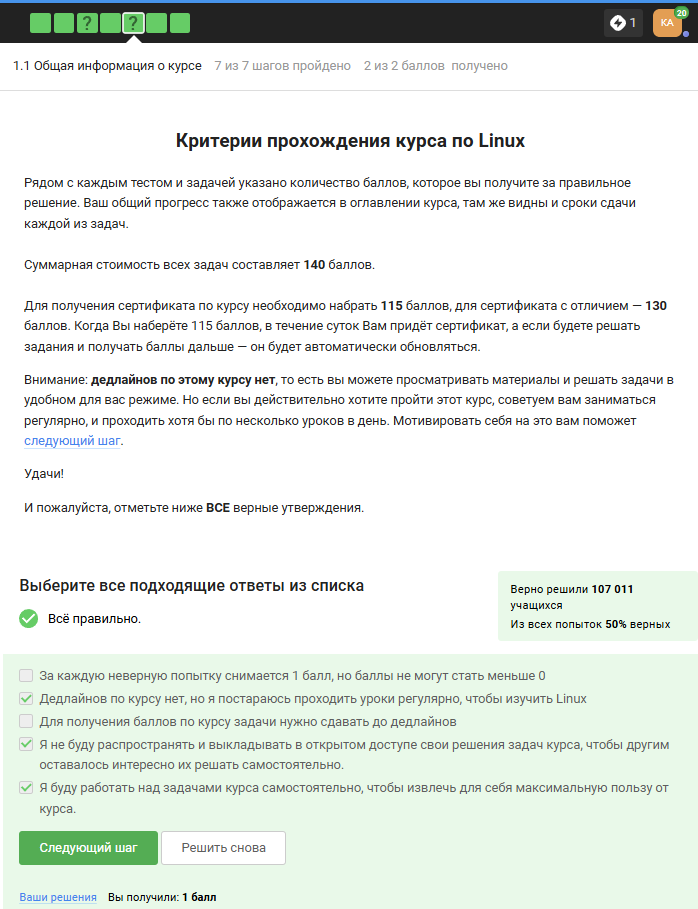 ? ? 1 КА 20
1.1 Общая информация о курсе 7 из 7 шагов пройдено 2 из 2 баллов получено
Критерии прохождения курса по Linux
Рядом с каждым тестом и задачей указано количество баллов, которое вы получите за правильное
решение. Ваш общий прогресс также отображается в оглавлении курса, там же видны и сроки сдачи
каждой из задач.
Суммарная стоимость всех задач составляет 140 баллов.
Для получения сертификата по курсу необходимо набрать 115 баллов, для сертификата с отличием — 130
баллов. Когда Вы наберёте 115 баллов, в течение суток Вам придёт сертификат, а если будете решать
задания и получать баллы дальше — он будет автоматически обновляться.
Внимание: дедлайнов по этому курсу нет, то есть вы можете просматривать материалы и решать задачи в
удобном для вас режиме. Но если вы действительно хотите пройти этот курс, советуем вам заниматься
регулярно, и проходить хотя бы по несколько уроков в день. Мотивировать себя на это вам поможет
следующий шаг.
Удачи!
И пожалуйста, отметьте ниже ВСЕ верные утверждения.
Выберите все подходящие ответы из списка
Всё правильно.
Верно решили 107 011
учащихся
Из всех попыток 50% верных
За каждую неверную попытку снимается 1 балл, но баллы не могут стать меньше 0
Дедлайнов по курсу нет, но я постараюсь проходить уроки регулярно, чтобы изучить Linux
Для получения баллов по курсу задачи нужно сдавать до дедлайнов
Я не буду распространять и выкладывать в открытом доступе свои решения задач курса, чтобы другим
оставалось интересно их решать самостоятельно.
Я буду работать над задачами курса самостоятельно, чтобы извлечь для себя максимальную пользу от
курса.
Следующий шаг Решить снова
Ваши решения Вы получили: 1 балл